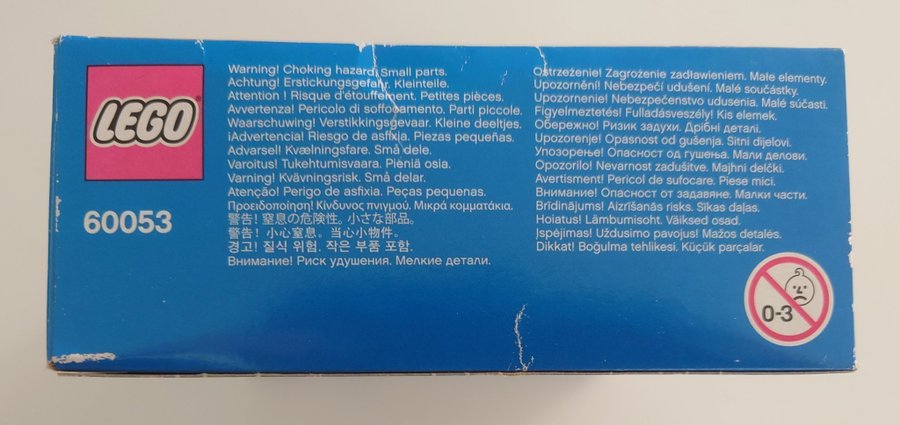 LEGO®
60053
Warning! Choking hazard. Small parts.
Achtung! Erstickungsgefahr. Kleinteile.
Attention ! Risque d'étouffement. Petites pièces.
Avvertenza! Pericolo di soffocamento. Parti piccole.
Waarschuwing! Verstikkingsgevaar. Kleine deeltjes.
¡Advertencia! Riesgo de asfixia. Piezas pequeñas.
Advarsel! Kvælningsfare. Små dele.
Varoitus! Tukehtumisvaara. Pieniä osia.
Varning! Kvävningsrisk. Små delar.
Atenção! Perigo de asfixia. Peças pequenas.
Προειδοποίηση! Κίνδυνος πνιγμού. Μικρά κομματάκια.
警告! 窒息の危険性。小さな部品。
警告! 小心窒息。当心小物件。
경고! 질식 위험. 작은 부품 포함.
Внимание! Риск удушения. Мелкие детали.
Ostrzeżenie! Zagrożenie zadławieniem. Małe elementy.
Upozornění! Nebezpečí udušení. Malé součástky.
Upozornenie! Nebezpečenstvo udusenia. Malé súčasti.
Figyelmeztetés! Fulladásveszély! Kis elemek.
Обережно! Ризик задухи. Дрібні деталі.
Upozorenje! Opasnost od gušenja. Sitni dijelovi.
Упозорење! Опасност од гушења. Мали делови.
Opozorilo! Nevarnost zadušitve. Majhni delčki.
Avertisment! Pericol de sufocare. Piese mici.
Внимание! Опасност от задавяне. Малки части.
Brīdinājums! Aizrīšanās risks. Sīkas daļas.
Hoiatus! Lämbumisoht. Väiksed osad.
Įspėjimas! Uždusimo pavojus! Mažos detalės.
Dikkat! Boğulma tehlikesi. Küçük parçalar.
0-3